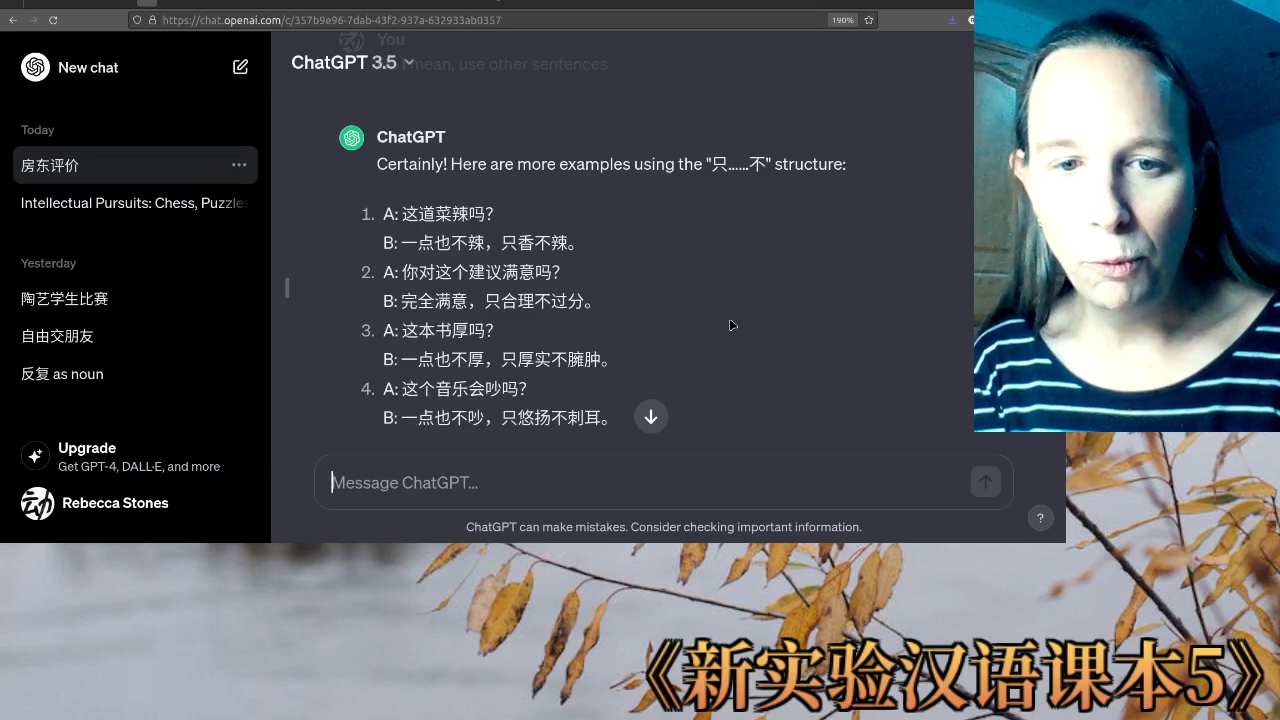 https://chat.openai.com/c/357b9e96-7dab-43f2-937a-632933ab0357
190%
New chat
Today
房东评价
Intellectual Pursuits: Chess, Puzzles
Yesterday
陶艺学生比赛
自由交朋友
反复 as noun
Upgrade
Get GPT-4, DALL·E, and more
Rebecca Stones
You
ChatGPT 3.5
mean, use other sentences
ChatGPT
Certainly! Here are more examples using the "只……不" structure:
1. A: 这道菜辣吗？
B: 一点也不辣，只香不辣。
2. A: 你对这个建议满意吗？
B: 完全满意，只合理不过分。
3. A: 这本书厚吗？
B: 一点也不厚，只厚实不臃肿。
4. A: 这个音乐会吵吗？
B: 一点也不吵，只悠扬不刺耳。
Message ChatGPT...
ChatGPT can make mistakes. Consider checking important information.
?
《新实验汉语课本5》